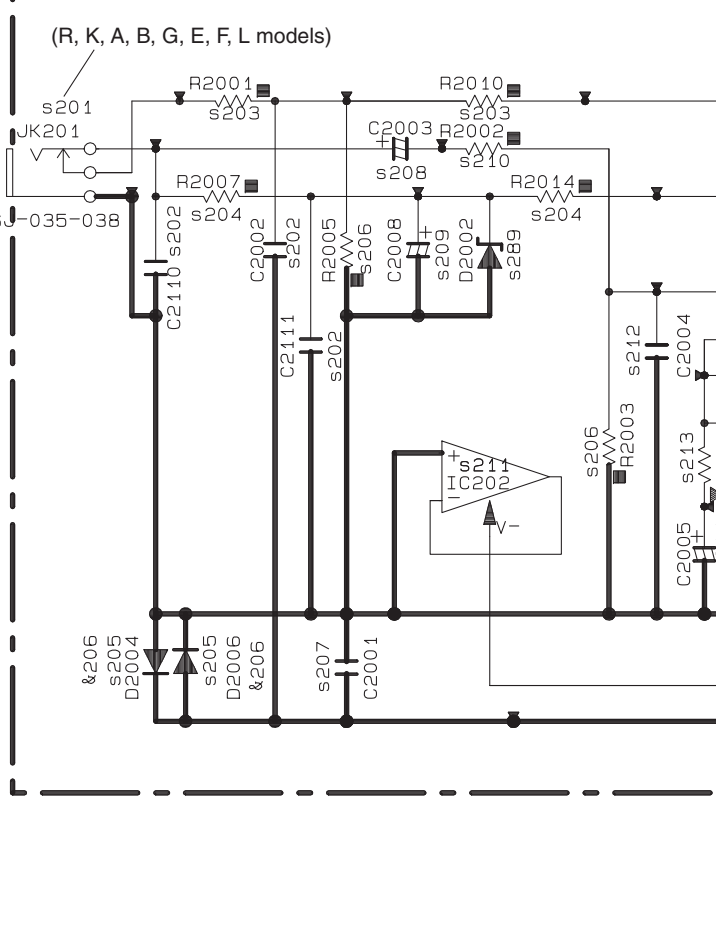 (R, K, A, B, G, E, F, L models)
s201
JK201
J-035-038
R2001
s203
R2010
s203
C2003
+
s208
R2002
s210
R2007
s204
R2014
s204
s202
C2110
C2002
s202
R2005
s206
C2008
+
s209
D2002
s289
C2111
s202
s212
C2004
s206
R2003
s213
C2005
+
+
s211
IC202
-
V-
&206
s205
D2004
s205
D2006
&206
s207
C2001